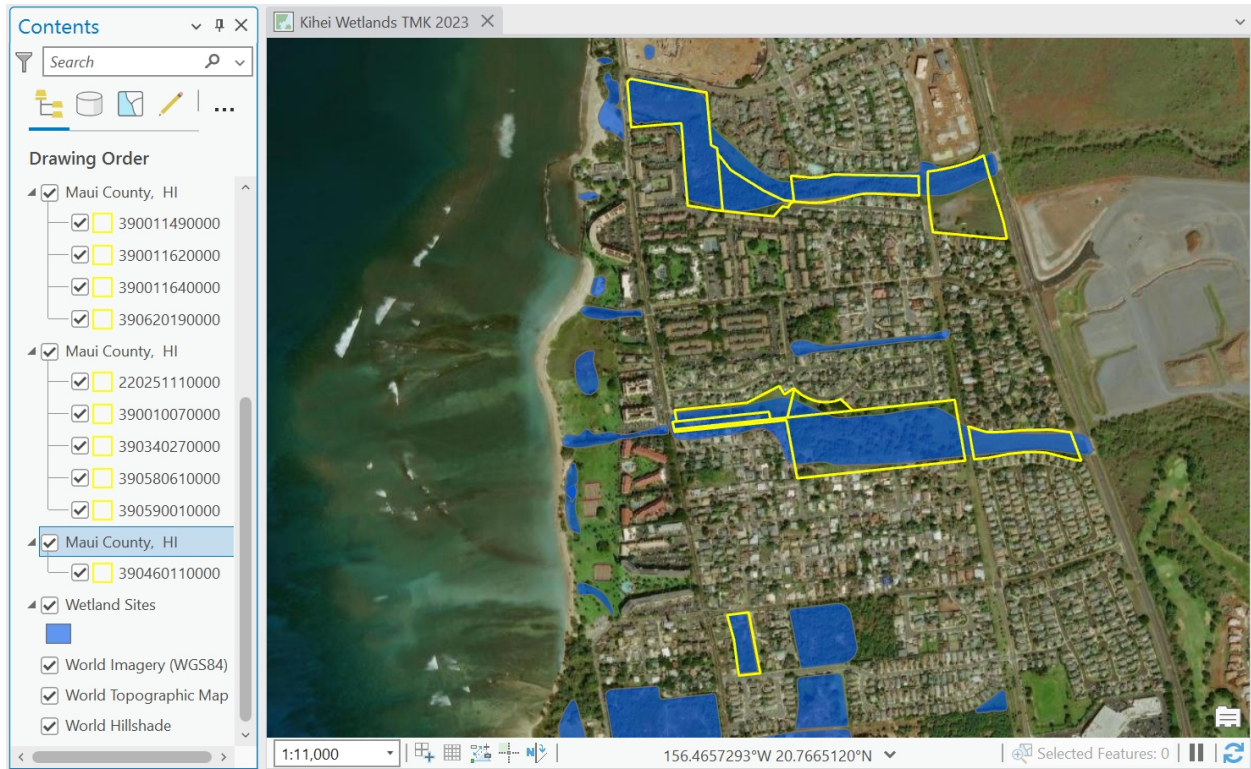 Contents
Search
Drawing Order
Maui County, HI
390011490000
390011620000
390011640000
390620190000
Maui County, HI
220251110000
390010070000
390340270000
390580610000
390590010000
Maui County, HI
390460110000
Wetland Sites
World Imagery (WGS84)
World Topographic Map
World Hillshade
Kihei Wetlands TMK 2023
1:11,000
156.4657293°W 20.7665120°N
Selected Features: 0